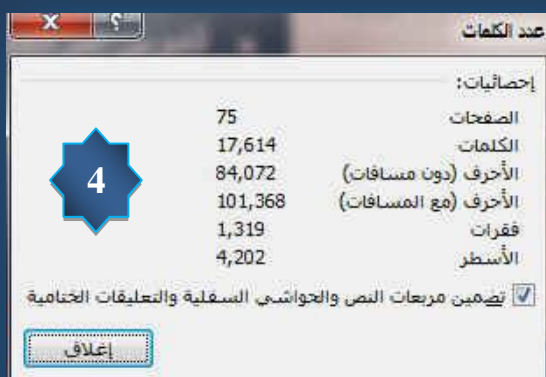 عدد الكلمات
إحصائيات:
الصفحات 75
الكلمات 17,614
الأحرف (دون مسافات) 84,072
الأحرف (مع المسافات) 101,368
فقرات 1,319
الأسطر 4,202
4
تضمين مربعات النص والحواشي السفلية والتعليقات الختامية
إغلاق